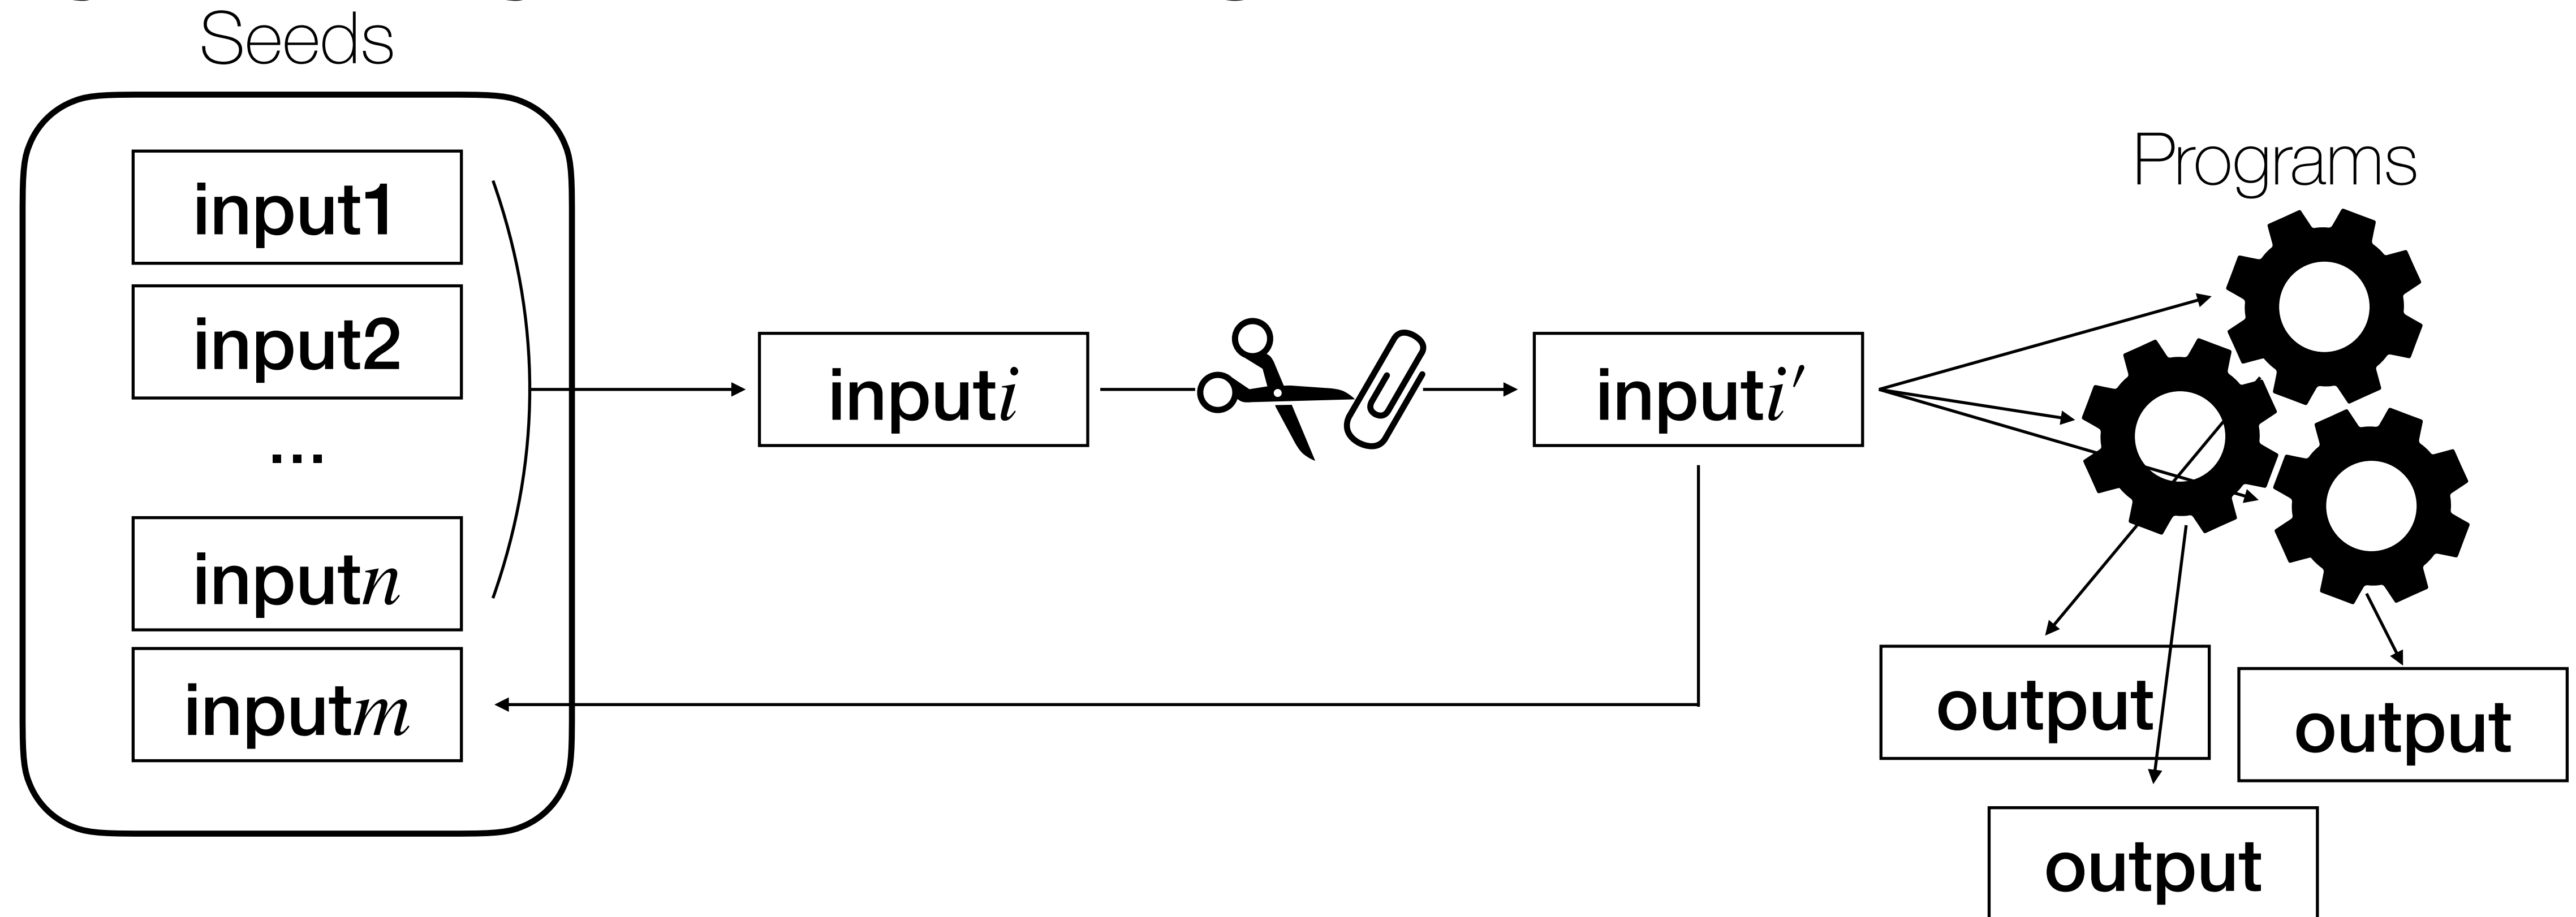 Seeds
input1
input2
...
inputn
inputm
inputi
inputi′
Programs
output
output
output